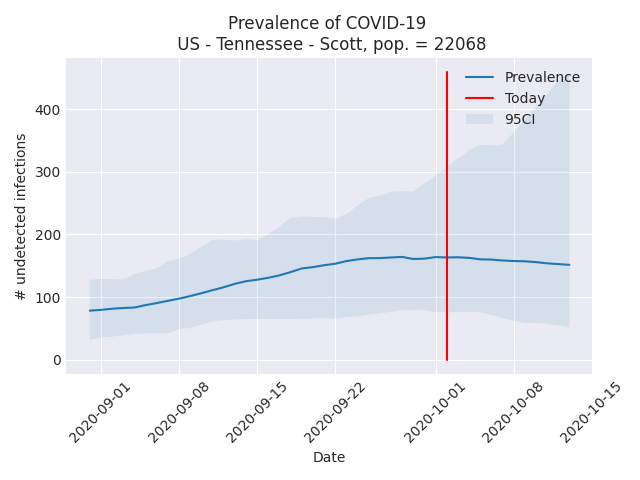 Prevalence of COVID-19
US - Tennessee - Scott, pop. = 22068
Prevalence
Today
95CI
# undetected infections
400
300
200
100
0
2020-09-01
2020-09-08
2020-09-15
2020-09-22
2020-10-01
2020-10-08
2020-10-15
Date